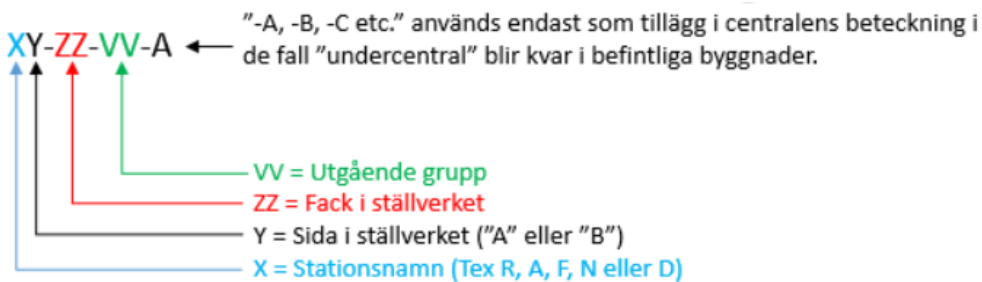 "-A, -B, -C etc." används endast som tillägg i centralens beteckning i
XY-ZZ-VV-A
de fall "undercentral" blir kvar i befintliga byggnader.
VV = Utgående grupp
ZZ = Fack i ställverket
Y = Sida i ställverket ("A" eller "B")
X = Stationsnamn (Tex R, A, F, N eller D)